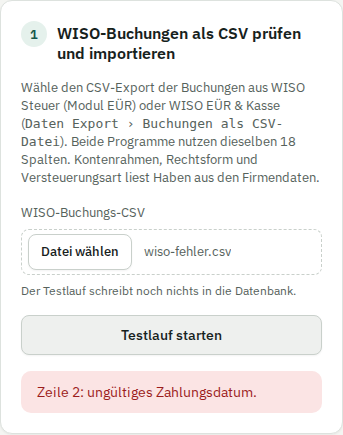 1
WISO-Buchungen als CSV prüfen
und importieren
Wähle den CSV-Export der Buchungen aus WISO
Steuer (Modul EÜR) oder WISO EÜR & Kasse
(Daten Export › Buchungen als CSV-
Datei). Beide Programme nutzen dieselben 18
Spalten. Kontenrahmen, Rechtsform und
Versteuerungsart liest Haben aus den Firmendaten.
WISO-Buchungs-CSV
Datei wählen wiso-fehler.csv
Der Testlauf schreibt noch nichts in die Datenbank.
Testlauf starten
Zeile 2: ungültiges Zahlungsdatum.